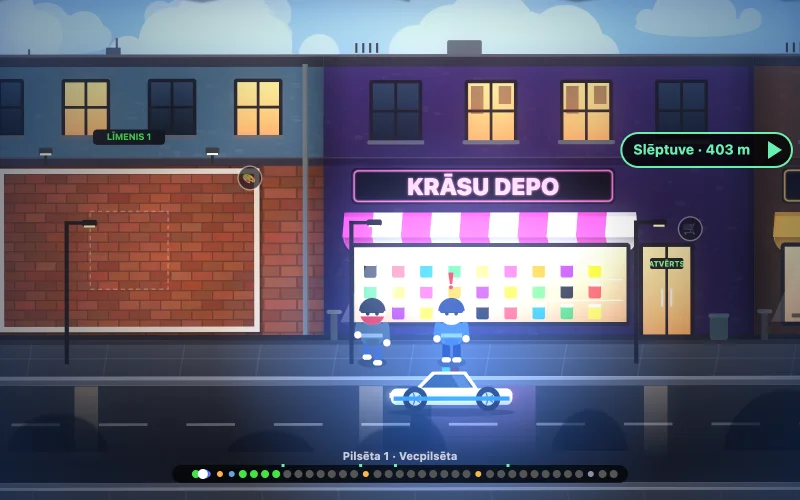 LĪMENIS 1
Slēptuve · 403 m
KRĀSU DEPO
ATVĒRTS
!
Pilsēta 1 · Vecpilsēta